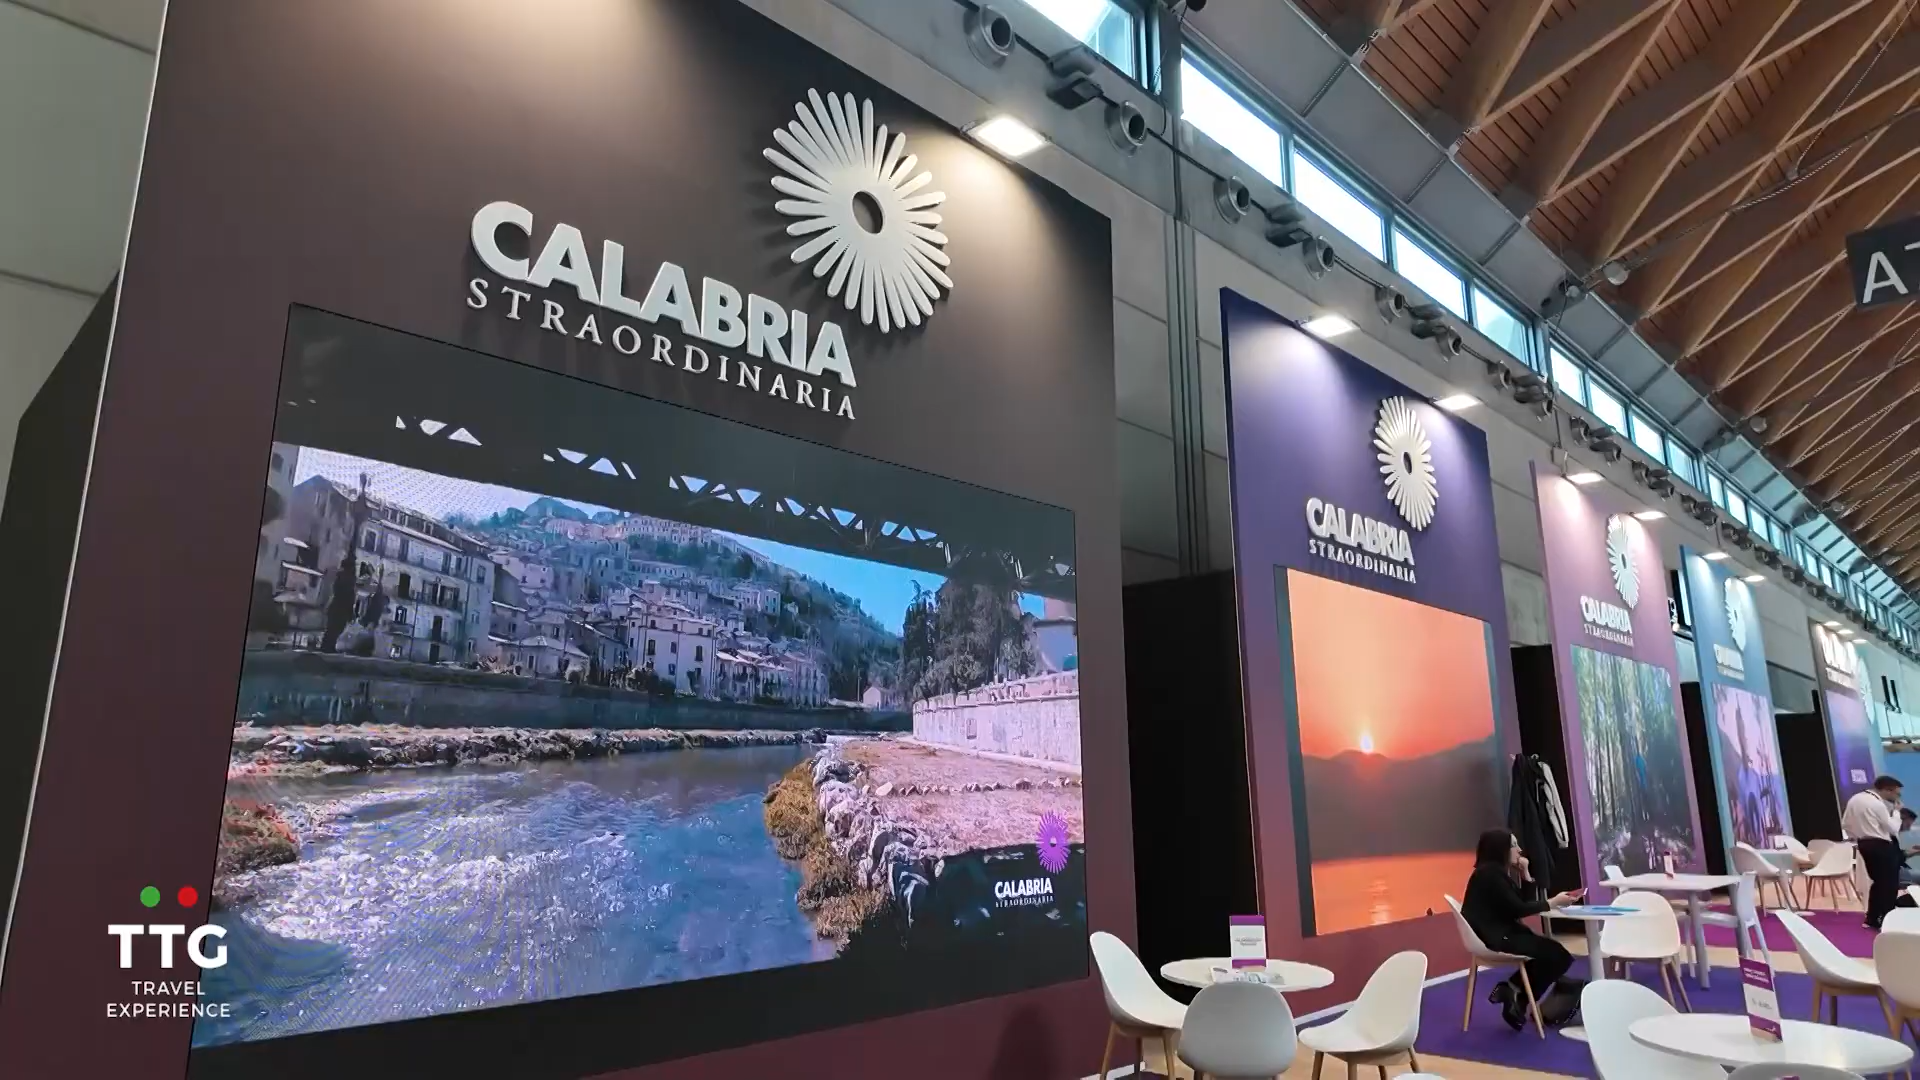 CALABRIA
STRAORDINARIA
CALABRIA
STRAORDINARIA
CALABRIA
STRAORDINARIA
CALABRIA
STRAORDINARIA
A
TTG
TRAVEL
EXPERIENCE